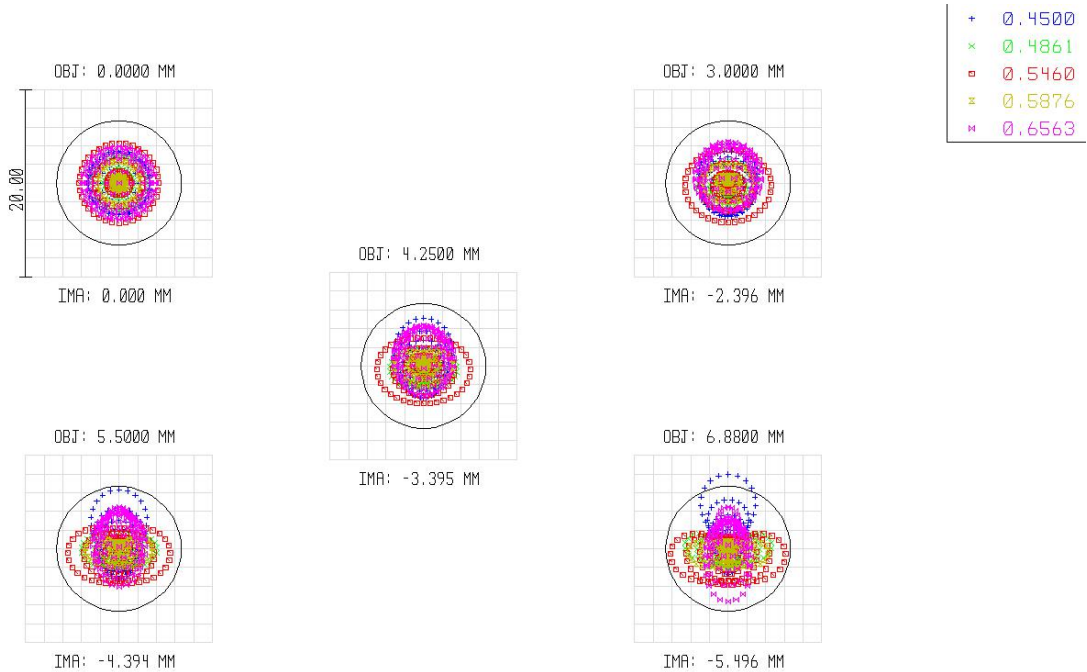 + 0.4500
× 0.4861
0.5460
0.5876
0.6563
OBJ: 0.0000 MM
OBJ: 3.0000 MM
20.00
IMA: 0.000 MM
OBJ: 4.2500 MM
IMA: -2.396 MM
OBJ: 5.5000 MM
OBJ: 6.8800 MM
IMA: -3.395 MM
IMA: -4.394 MM
IMA: -5.496 MM